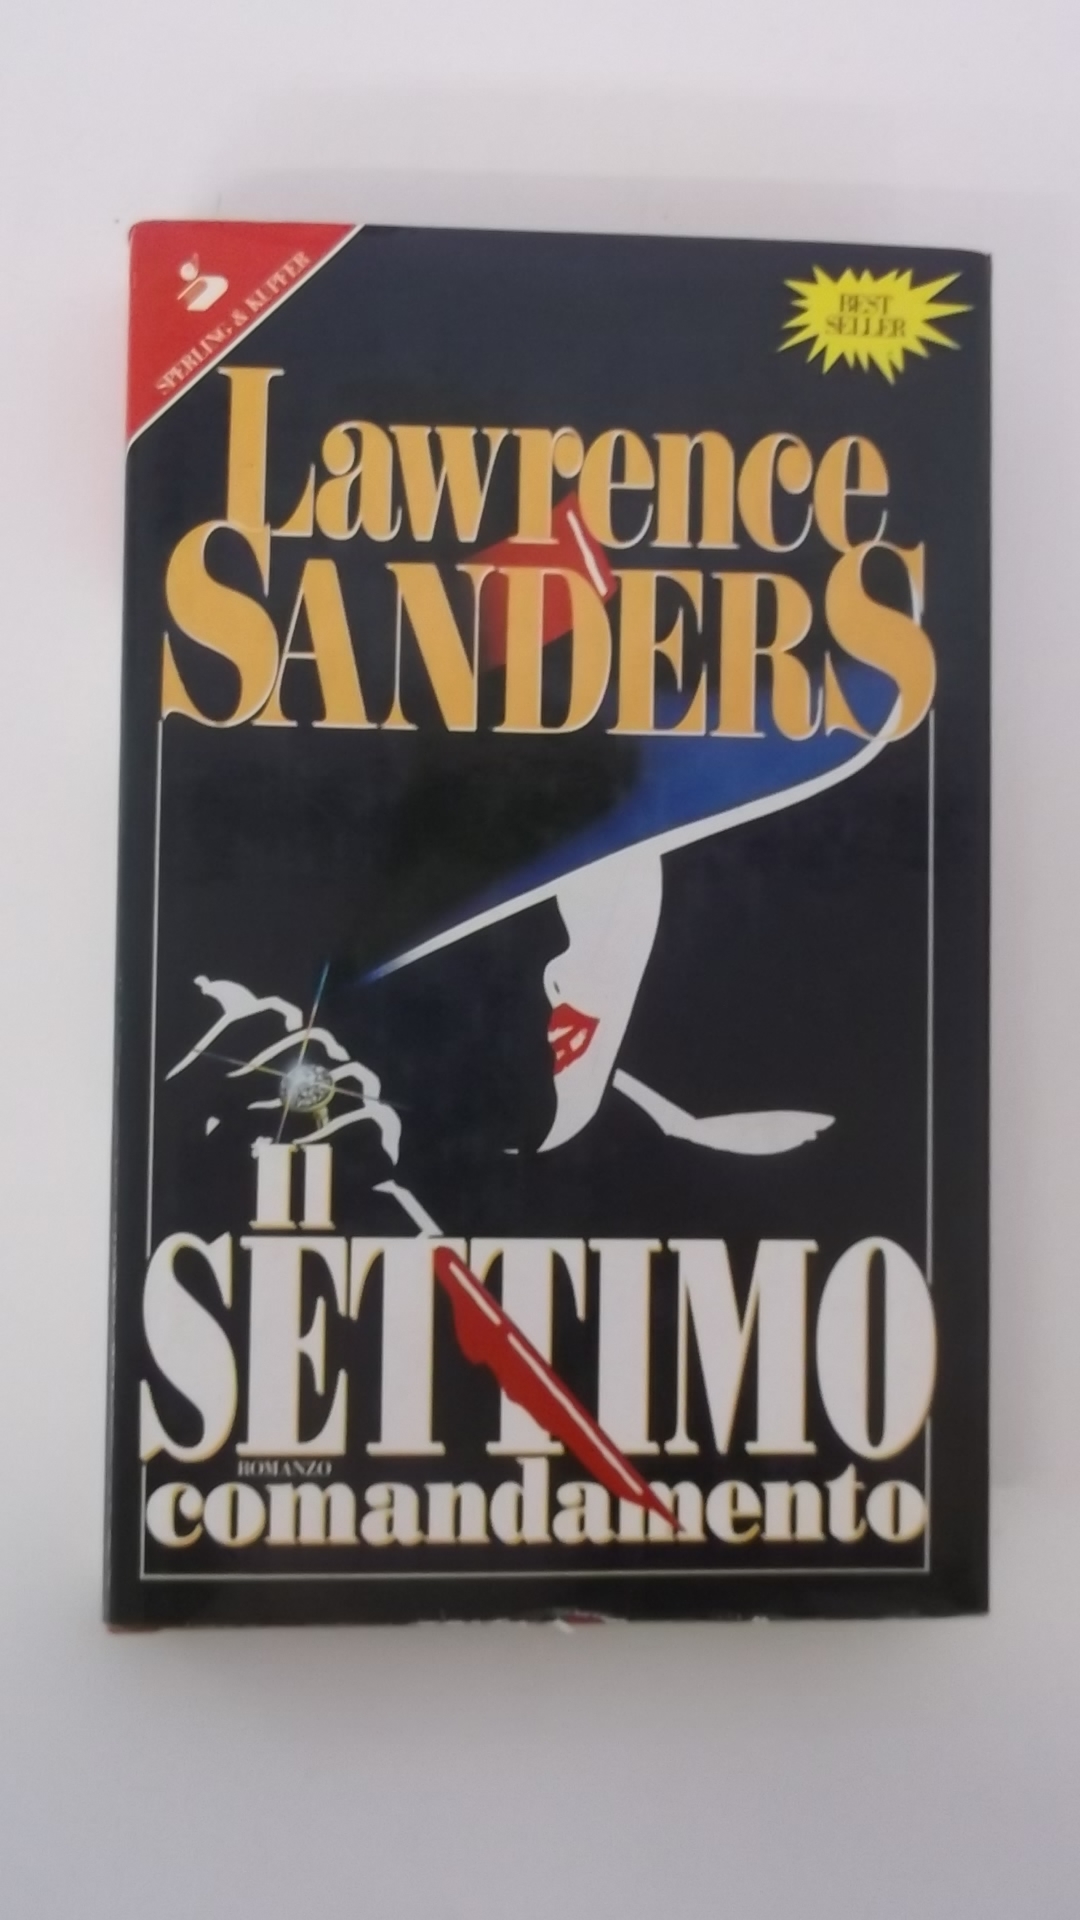 SPERLING & KUPFER
BEST
SELLER
Lawrence
SANDERS
Il
SETTIMO
ROMANZO
comandamento